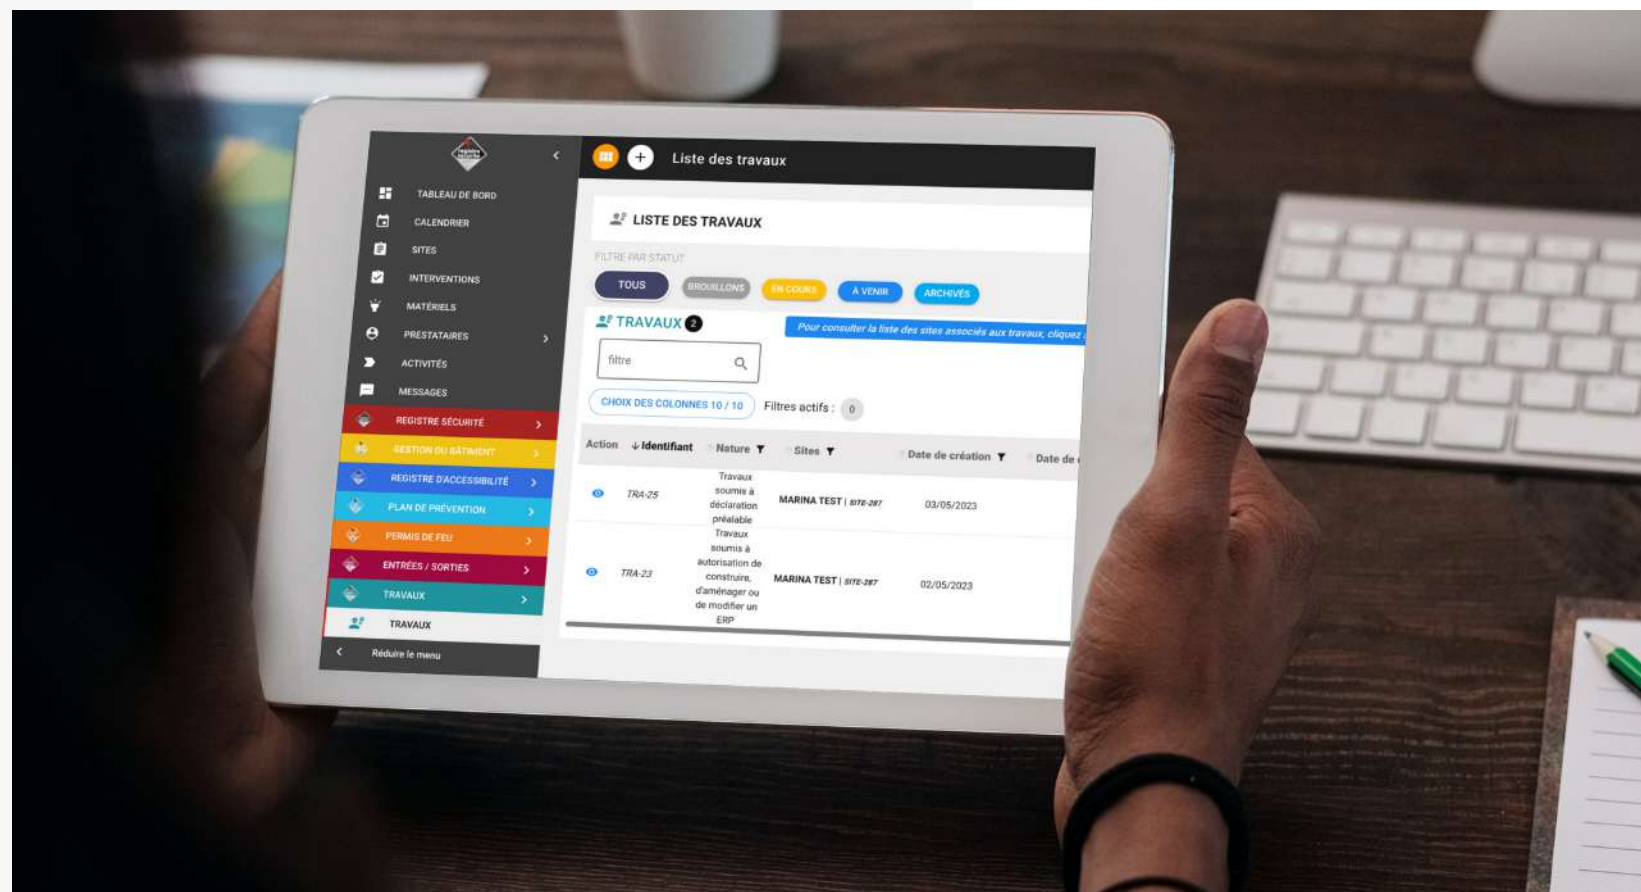 Liste des travaux
TABLEAU DE BORD
CALENDRIER
SITES
INTERVENTIONS
MATÉRIELS
PRESTATAIRES
ACTIVITÉS
MESSAGES
REGISTRE SÉCURITÉ
GESTION DU BÂTIMENT
REGISTRE D'ACCESSIBILITÉ
PLAN DE PRÉVENTION
PERMIS DE FEU
ENTRÉES / SORTIES
TRAVAUX
TRAVAUX
Réduire le menu
LISTE DES TRAVAUX
FILTRE PAR STATUT
TOUS BROUILLONS EN COURS À VENIR ARCHIVÉS
TRAVAUX 2
Pour consulter la liste des sites associés aux travaux, cliquez
filtre
CHOIX DES COLONNES 10 / 10 Filtres actifs : 0
Action Identifiant Nature Sites Date de création Date de
TRA-25
Travaux
soumis à
déclaration
préalable
MARINA TEST | SITE-287
03/05/2023
TRA-23
Travaux
soumis à
autorisation de
construire,
d'aménager ou
de modifier un
ERP
MARINA TEST | SITE-287
02/05/2023